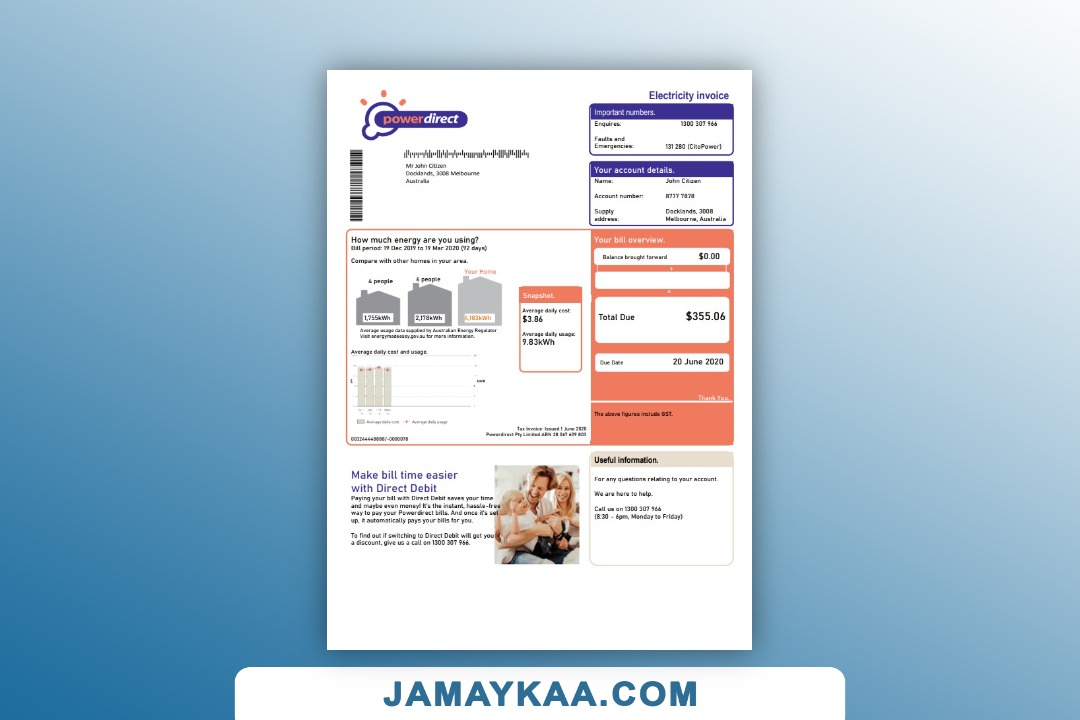 powerdirect
Electricity invoice
Important numbers.
Enquires: 1300 307 966
Faults and
Emergencies: 131 280 (CitoPower)
Mr John Citizen
Docklands, 3008 Melbourne
Australia
Your account details.
Name: John Citizen
Account number: 8777 7878
Supply Docklands, 3008
address: Melbourne, Australia
How much energy are you using?
Bill period: 19 Dec 2019 to 19 Mar 2020 (92 days)
Compare with other homes in your area.
4 people
6 people
Your Home
1,755kWh
2,178kWh
4,183kWh
Average usage data supplied by Australian Energy Regulator
Visit energymadeeasy.gov.au for more information.
Snapshot.
Average daily cost:
$3.86
Average daily usage:
9.83kWh
Average daily cost and usage.
$
kWh
Average daily cost
Average daily usage
Tax Invoice: Issued 1 June 2020
Powerdirect Pty Limited ABN 28 067 609 803
Your bill overview.
Balance brought forward $0.00
+
=
Total Due $355.06
Due Date 20 June 2020
Thank You.
The above figures include GST.
Make bill time easier
with Direct Debit
Paying your bill with Direct Debit saves your time
and maybe even money! It's the instant, hassle-free
way to pay your Powerdirect bills. And once it's set
up, it automatically pays your bills for you.
To find out if switching to Direct Debit will get you
a discount, give us a call on 1300 307 966.
Useful information.
For any questions relating to your account.
We are here to help.
Call us on 1300 307 966
(8:30 - 6pm, Monday to Friday)
JAMAYKAA.COM